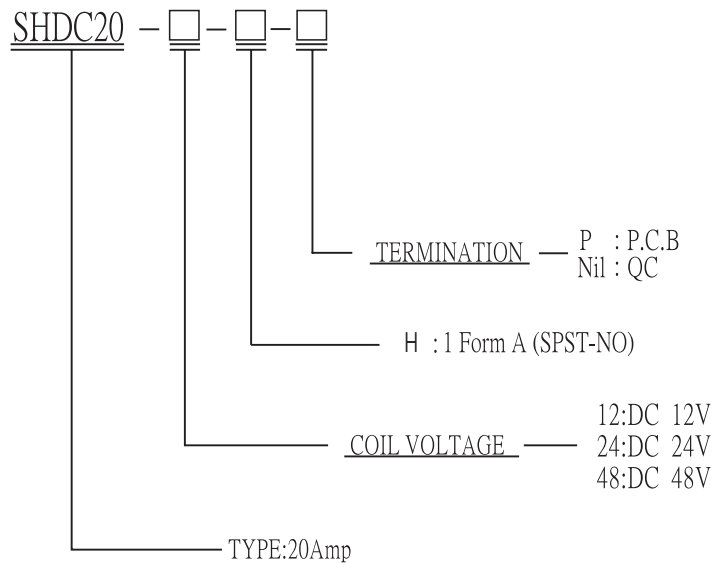 SHDC20 - □ - □ - □
TERMINATION
P : P.C.B
Nil : QC
H : 1 Form A (SPST-NO)
COIL VOLTAGE
12:DC 12V
24:DC 24V
48:DC 48V
TYPE:20Amp